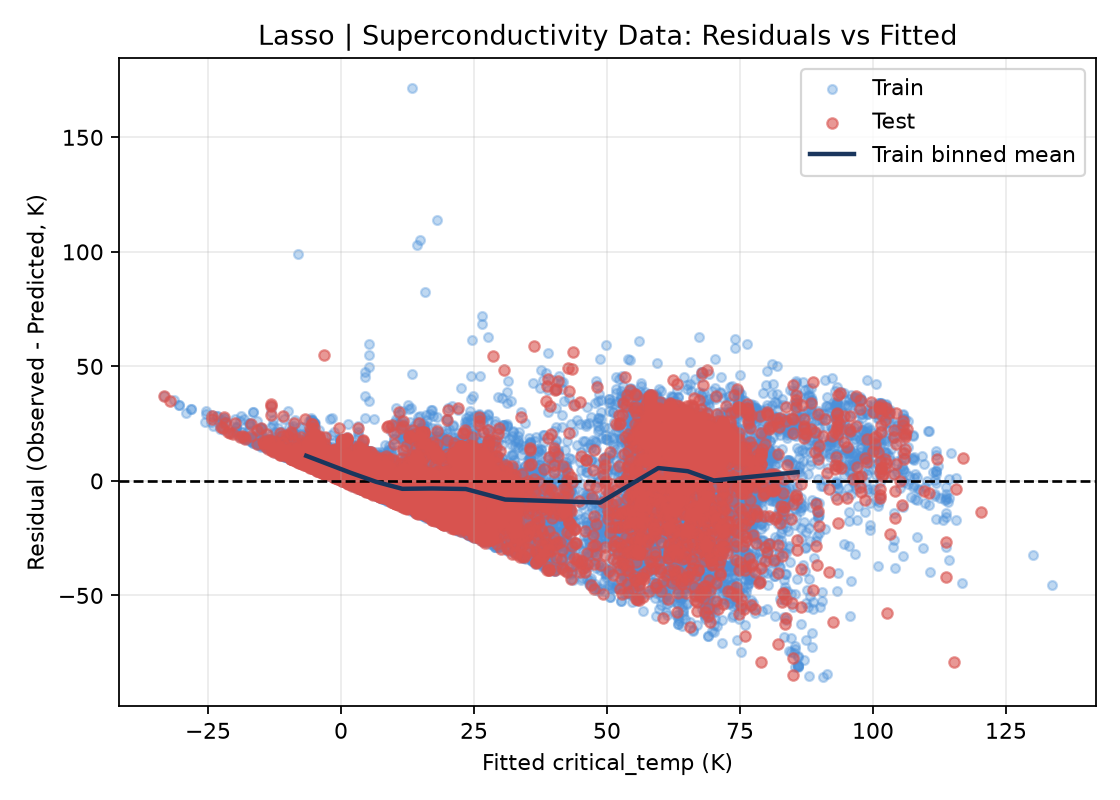 Lasso | Superconductivity Data: Residuals vs Fitted
Train
Test
Train binned mean
Residual (Observed - Predicted, K)
150
100
50
0
−50
−25
0
25
50
75
100
125
Fitted critical_temp (K)